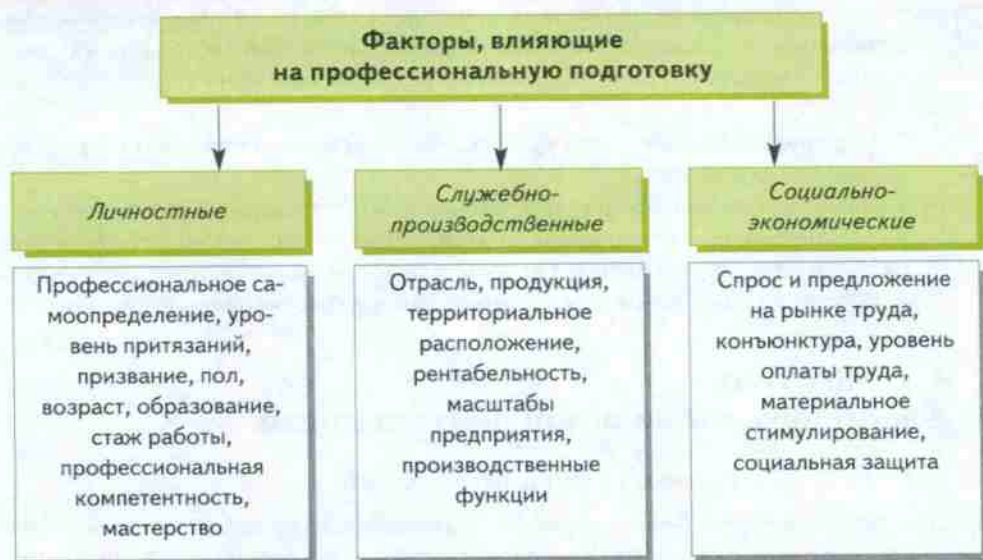 Факторы, влияющие
на профессиональную подготовку
Личностные
Профессиональное са-
моопределение, уро-
вень притязаний,
призвание, пол,
возраст, образование,
стаж работы,
профессиональная
компетентность,
мастерство
Служебно-
производственные
Отрасль, продукция,
территориальное
расположение,
рентабельность,
масштабы
предприятия,
производственные
функции
Социально-
экономические
Спрос и предложение
на рынке труда,
конъюнктура, уровень
оплаты труда,
материальное
стимулирование,
социальная защита